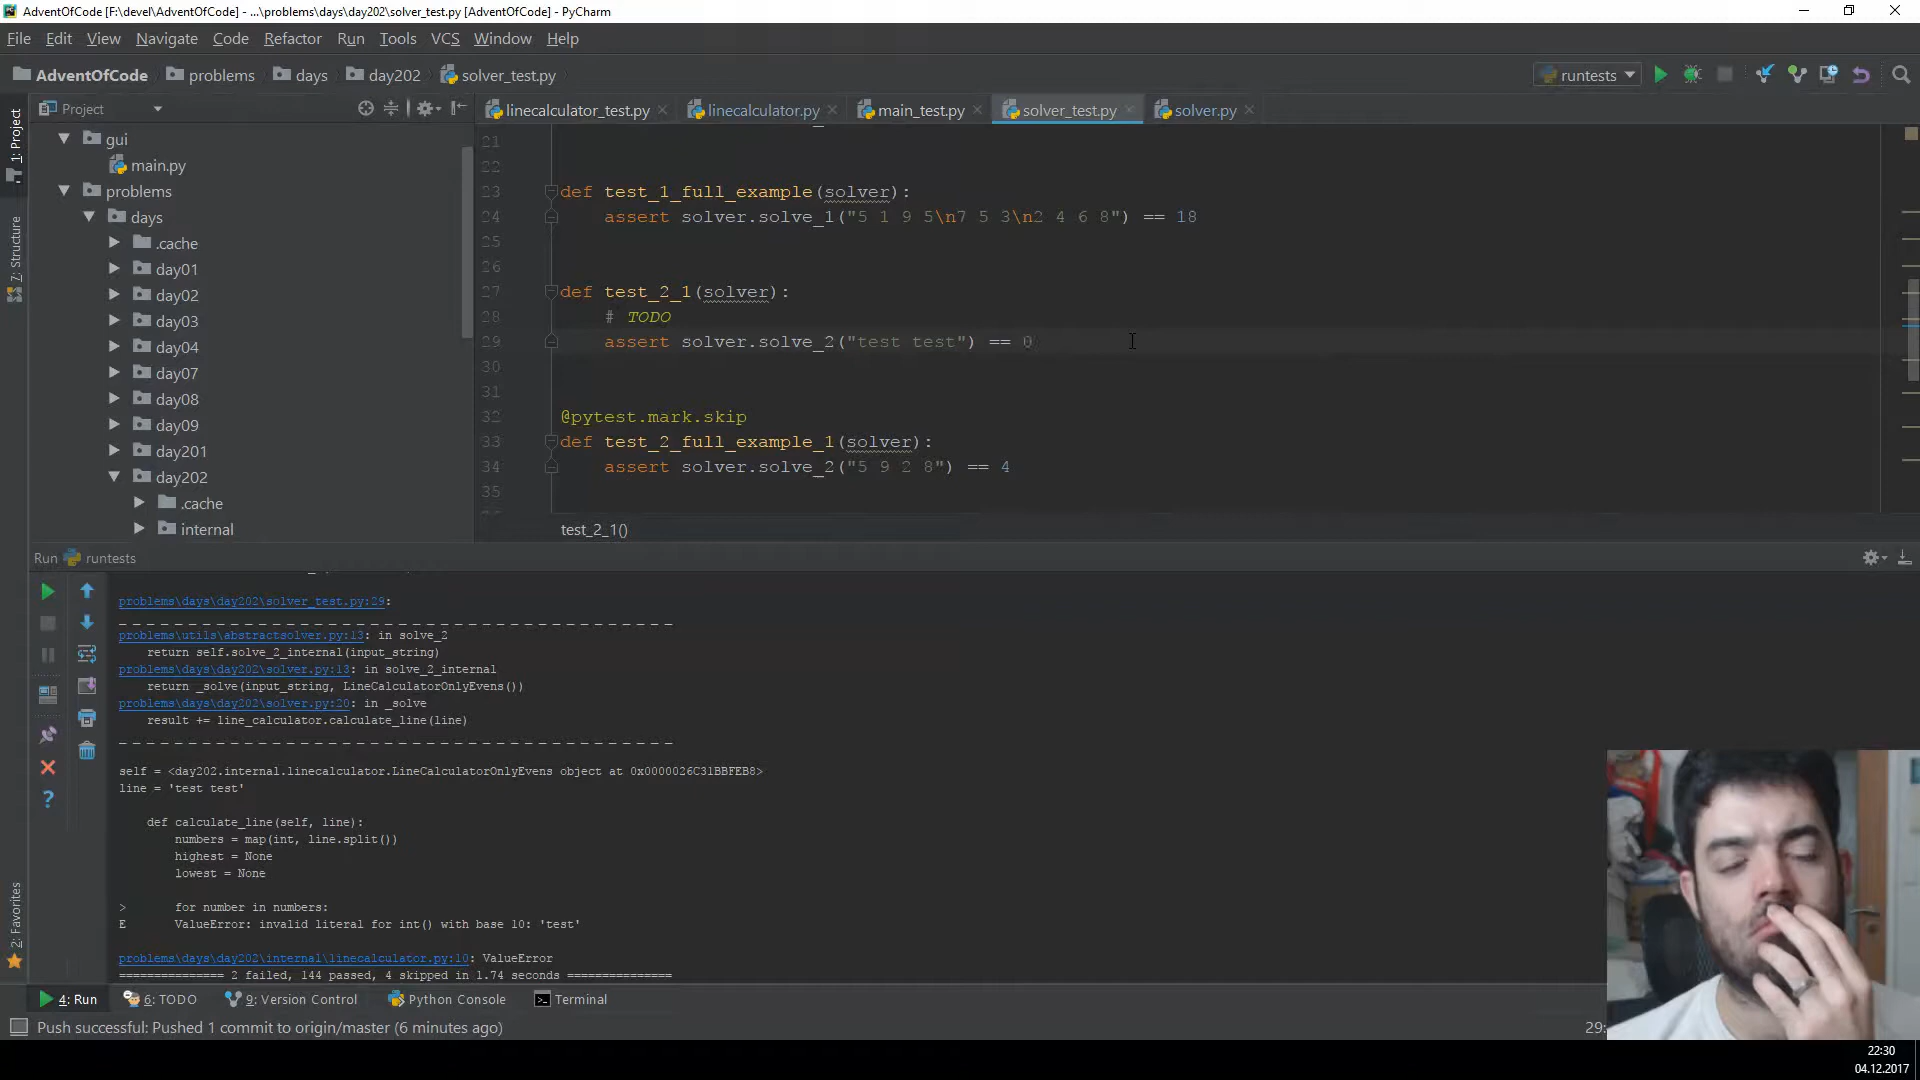 AdventOfCode [F:\devel\AdventOfCode] - ...\problems\days\day202\solver_test.py [AdventOfCode] - PyCharm
File Edit View Navigate Code Refactor Run Tools VCS Window Help
AdventOfCode problems days day202 solver_test.py runtests
Project linecalculator_test.py linecalculator.py main_test.py solver_test.py solver.py
1: Project
7: Structure
2: Favorites
gui
main.py
problems
days
.cache
day01
day02
day03
day04
day07
day08
day09
day201
day202
.cache
internal
21
22
23 def test_1_full_example(solver):
24 assert solver.solve_1("5 1 9 5\n7 5 3\n2 4 6 8") == 18
25
26
27 def test_2_1(solver):
28 # TODO
29 assert solver.solve_2("test test") == 0
30
31
32 @pytest.mark.skip
33 def test_2_full_example_1(solver):
34 assert solver.solve_2("5 9 2 8") == 4
35
test_2_1()
Run runtests
problems\days\day202\solver_test.py:29:
_ _ _ _ _ _ _ _ _ _ _ _ _ _ _ _ _ _ _ _ _ _ _ _ _ _ _ _ _ _ _ _ _ _ _ _ _ _ _ _
problems\utils\abstractsolver.py:13: in solve_2
return self.solve_2_internal(input_string)
problems\days\day202\solver.py:13: in solve_2_internal
return _solve(input_string, LineCalculatorOnlyEvens())
problems\days\day202\solver.py:20: in _solve
result += line_calculator.calculate_line(line)
_ _ _ _ _ _ _ _ _ _ _ _ _ _ _ _ _ _ _ _ _ _ _ _ _ _ _ _ _ _ _ _ _ _ _ _ _ _ _ _
self = <day202.internal.linecalculator.LineCalculatorOnlyEvens object at 0x0000026C31BBFEB8>
line = 'test test'
def calculate_line(self, line):
numbers = map(int, line.split())
highest = None
lowest = None
> for number in numbers:
E ValueError: invalid literal for int() with base 10: 'test'
problems\days\day202\internal\linecalculator.py:10: ValueError
=============== 2 failed, 144 passed, 4 skipped in 1.74 seconds ===============
4: Run 6: TODO 9: Version Control Python Console Terminal
Push successful: Pushed 1 commit to origin/master (6 minutes ago) 29:
22:30
04.12.2017